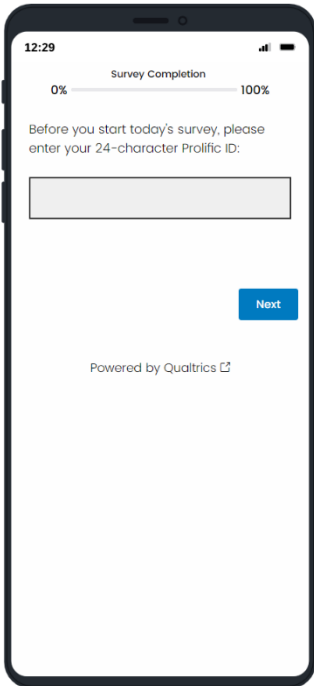 12:29
Survey Completion
0% 100%
Before you start today's survey, please
enter your 24-character Prolific ID:
Next
Powered by Qualtrics